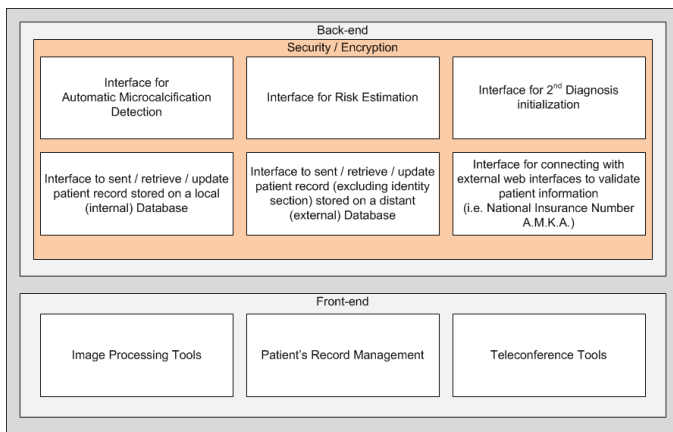 Back-end
Security / Encryption
Interface for
Automatic Microcalcification
Detection
Interface for Risk Estimation
Interface for 2nd Diagnosis
initialization
Interface to sent / retrieve / update
patient record stored on a local
(internal) Database
Interface to sent / retrieve / update
patient record (excluding identity
section) stored on a distant
(external) Database
Interface for connecting with
external web interfaces to validate
patient information
(i.e. National Insurance Number
A.M.K.A.)
Front-end
Image Processing Tools
Patient's Record Management
Teleconference Tools